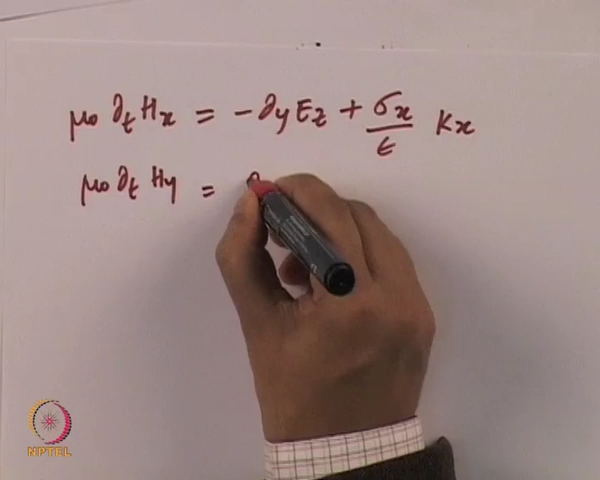 μ₀ ∂t Hx = - ∂y Ez + σx/ε Kx
μ₀ ∂t Hy = ∂
NPTEL